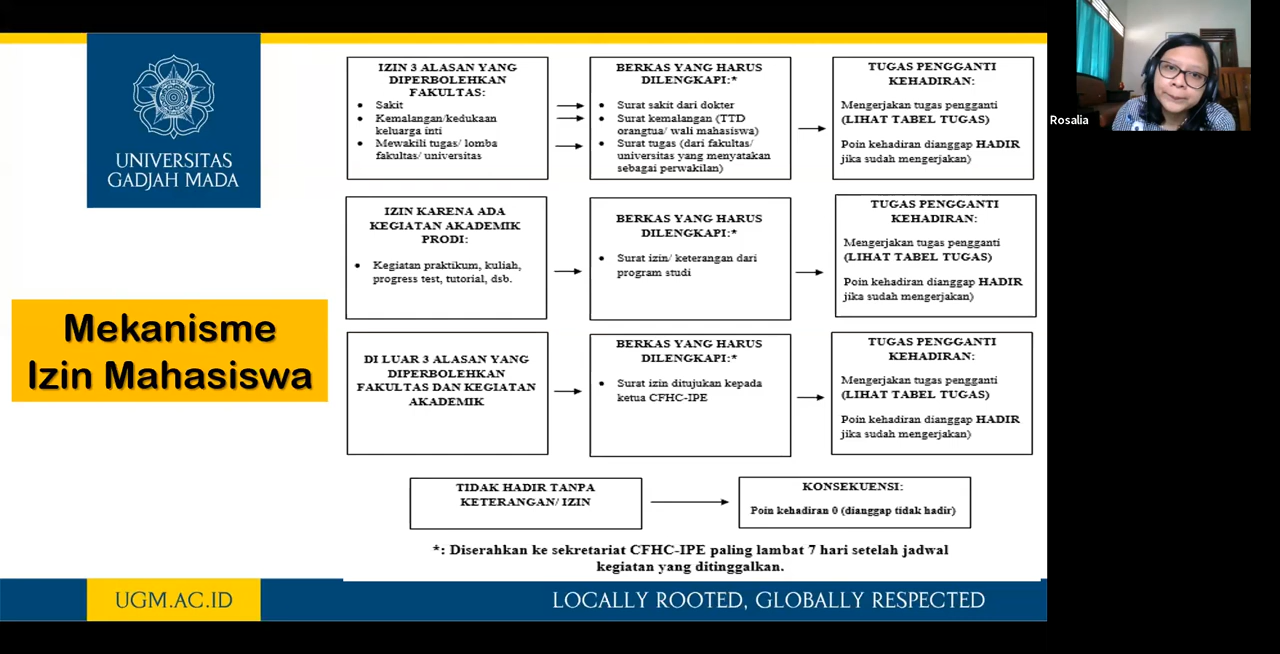 UNIVERSITAS
GADJAH MADA
Mekanisme
Izin Mahasiswa
IZIN 3 ALASAN YANG
DIPERBOLEHKAN
FAKULTAS:
• Sakit
• Kemalangan/kedukaan
keluarga inti
• Mewakili tugas/ lomba
fakultas/ universitas
BERKAS YANG HARUS
DILENGKAPI:*
• Surat sakit dari dokter
• Surat kemalangan (TTD
orangtua/ wali mahasiswa)
• Surat tugas (dari fakultas/
universitas yang menyatakan
sebagai perwakilan)
TUGAS PENGGANTI
KEHADIRAN:
Mengerjakan tugas pengganti
(LIHAT TABEL TUGAS)
Poin kehadiran dianggap HADIR
jika sudah mengerjakan)
IZIN KARENA ADA
KEGIATAN AKADEMIK
PRODI:
• Kegiatan praktikum, kuliah,
progress test, tutorial, dsb.
BERKAS YANG HARUS
DILENGKAPI:*
• Surat izin/ keterangan dari
program studi
TUGAS PENGGANTI
KEHADIRAN:
Mengerjakan tugas pengganti
(LIHAT TABEL TUGAS)
Poin kehadiran dianggap HADIR
jika sudah mengerjakan)
DI LUAR 3 ALASAN YANG
DIPERBOLEHKAN
FAKULTAS DAN KEGIATAN
AKADEMIK
BERKAS YANG HARUS
DILENGKAPI:*
• Surat izin ditujukan kepada
ketua CFHC-IPE
TUGAS PENGGANTI
KEHADIRAN:
Mengerjakan tugas pengganti
(LIHAT TABEL TUGAS)
Poin kehadiran dianggap HADIR
jika sudah mengerjakan)
TIDAK HADIR TANPA
KETERANGAN/ IZIN
KONSEKUENSI:
Poin kehadiran 0 (dianggap tidak hadir)
*: Diserahkan ke sekretariat CFHC-IPE paling lambat 7 hari setelah jadwal
kegiatan yang ditinggalkan.
UGM.AC.ID
LOCALLY ROOTED, GLOBALLY RESPECTED
Rosalia